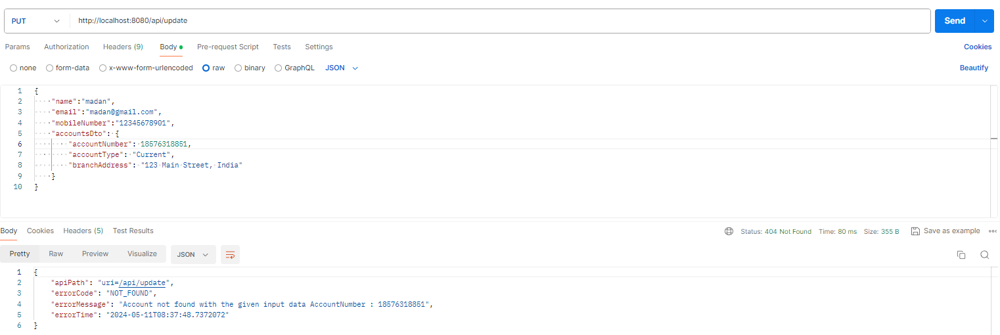 PUT http://localhost:8080/api/update Send
Params Authorization Headers (9) Body Pre-request Script Tests Settings Cookies
none form-data x-www-form-urlencoded raw binary GraphQL JSON Beautify
1 {
2 "name":"madan",
3 "email":"madan@gmail.com",
4 "mobileNumber":"12345678901",
5 "accountsDto": {
6 "accountNumber": 18576318851,
7 "accountType": "Current",
8 "branchAddress": "123 Main Street, India"
9 }
10 }
Body Cookies Headers (5) Test Results Status: 404 Not Found Time: 80 ms Size: 355 B Save as example
Pretty Raw Preview Visualize JSON
1 {
2 "apiPath": "uri=/api/update",
3 "errorCode": "NOT_FOUND",
4 "errorMessage": "Account not found with the given input data AccountNumber : 18576318851",
5 "errorTime": "2024-05-11T08:37:48.7372072"
6 }